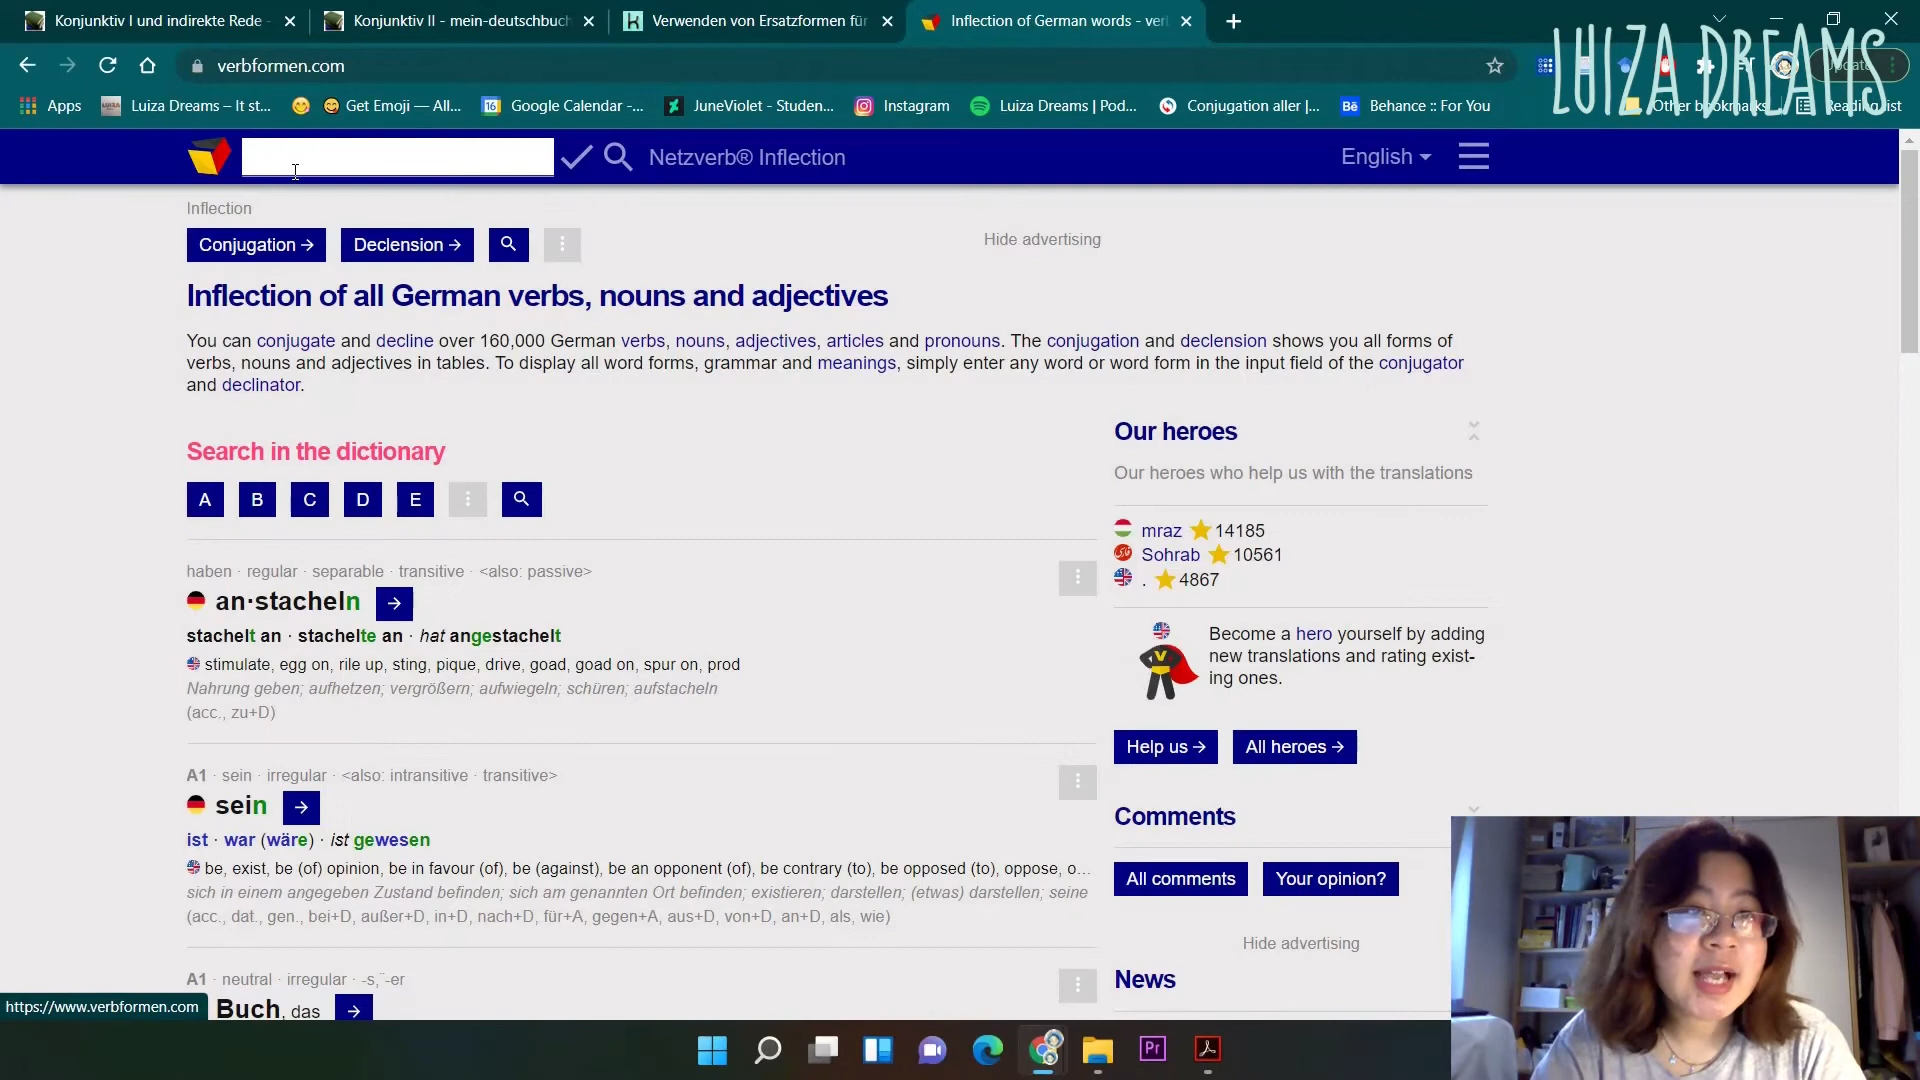 Konjunktiv I und indirekte Rede -
Konjunktiv II - mein-deutschbuch
Verwenden von Ersatzformen für
Inflection of German words - ver
verbformen.com
LUIZA DREAMS
Apps
Luiza Dreams – It st...
Get Emoji — All...
Google Calendar -...
JuneViolet - Studen...
Instagram
Luiza Dreams | Pod...
Conjugation aller |...
Behance :: For You
Other bookmarks
Reading list
Netzverb® Inflection
English
Inflection
Conjugation →
Declension →
Hide advertising
Inflection of all German verbs, nouns and adjectives
You can conjugate and decline over 160,000 German verbs, nouns, adjectives, articles and pronouns. The conjugation and declension shows you all forms of
verbs, nouns and adjectives in tables. To display all word forms, grammar and meanings, simply enter any word or word form in the input field of the conjugator
and declinator.
Search in the dictionary
A B C D E
haben · regular · separable · transitive · <also: passive>
an·stacheln
stachelt an · stachelte an · hat angestachelt
stimulate, egg on, rile up, sting, pique, drive, goad, goad on, spur on, prod
Nahrung geben; aufhetzen; vergrößern; aufwiegeln; schüren; aufstacheln
(acc., zu+D)
A1 · sein · irregular · <also: intransitive · transitive>
sein
ist · war (wäre) · ist gewesen
be, exist, be (of) opinion, be in favour (of), be (against), be an opponent (of), be contrary (to), be opposed (to), oppose, o...
sich in einem angegeben Zustand befinden; sich am genannten Ort befinden; existieren; darstellen; (etwas) darstellen; seine
(acc., dat., gen., bei+D, außer+D, in+D, nach+D, für+A, gegen+A, aus+D, von+D, an+D, als, wie)
A1 · neutral · irregular · -s,¨-er
Buch, das
Our heroes
Our heroes who help us with the translations
mraz 14185
Sohrab 10561
. 4867
Become a hero yourself by adding
new translations and rating exist-
ing ones.
Help us →
All heroes →
Comments
All comments
Your opinion?
Hide advertising
News
https://www.verbformen.com
Pr